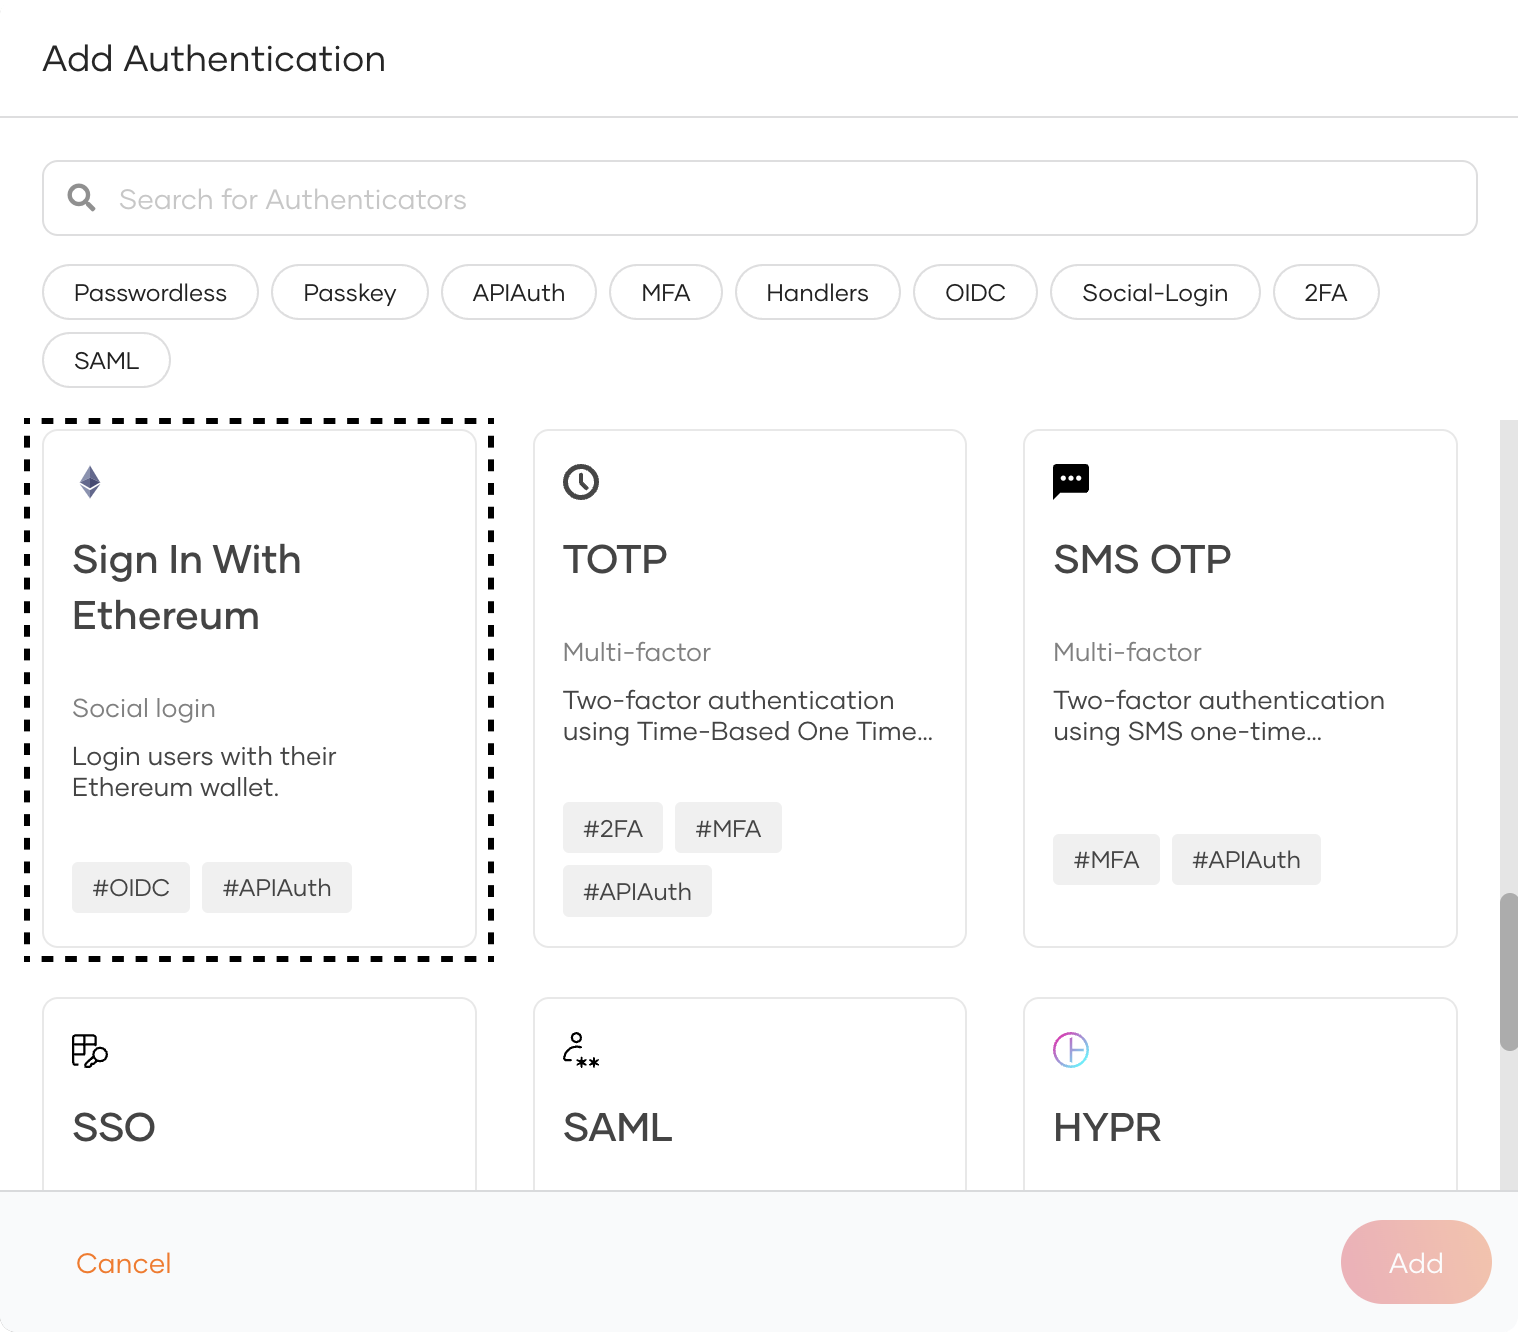 Add Authentication
Search for Authenticators
Passwordless
Passkey
APIAuth
MFA
Handlers
OIDC
Social-Login
2FA
SAML
Sign In With
Ethereum
Social login
Login users with their
Ethereum wallet.
#OIDC
#APIAuth
TOTP
Multi-factor
Two-factor authentication
using Time-Based One Time...
#2FA
#MFA
#APIAuth
SMS OTP
Multi-factor
Two-factor authentication
using SMS one-time...
#MFA
#APIAuth
SSO
SAML
HYPR
Cancel
Add